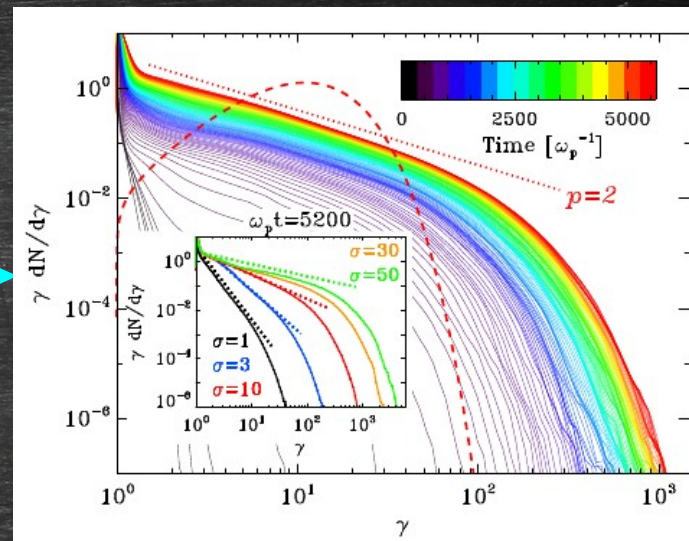 10⁰
10⁻²
10⁻⁴
10⁻⁶
γ dN/dγ
0 2500 5000
Time [ωₚ⁻¹]
p=2
ωₚt=5200
σ=30
σ=50
σ=1
σ=3
σ=10
10⁰
10⁻²
10⁻⁴
10⁻⁶
γ dN/dγ
10⁰ 10¹ 10² 10³
γ
10⁰ 10¹ 10² 10³
γ